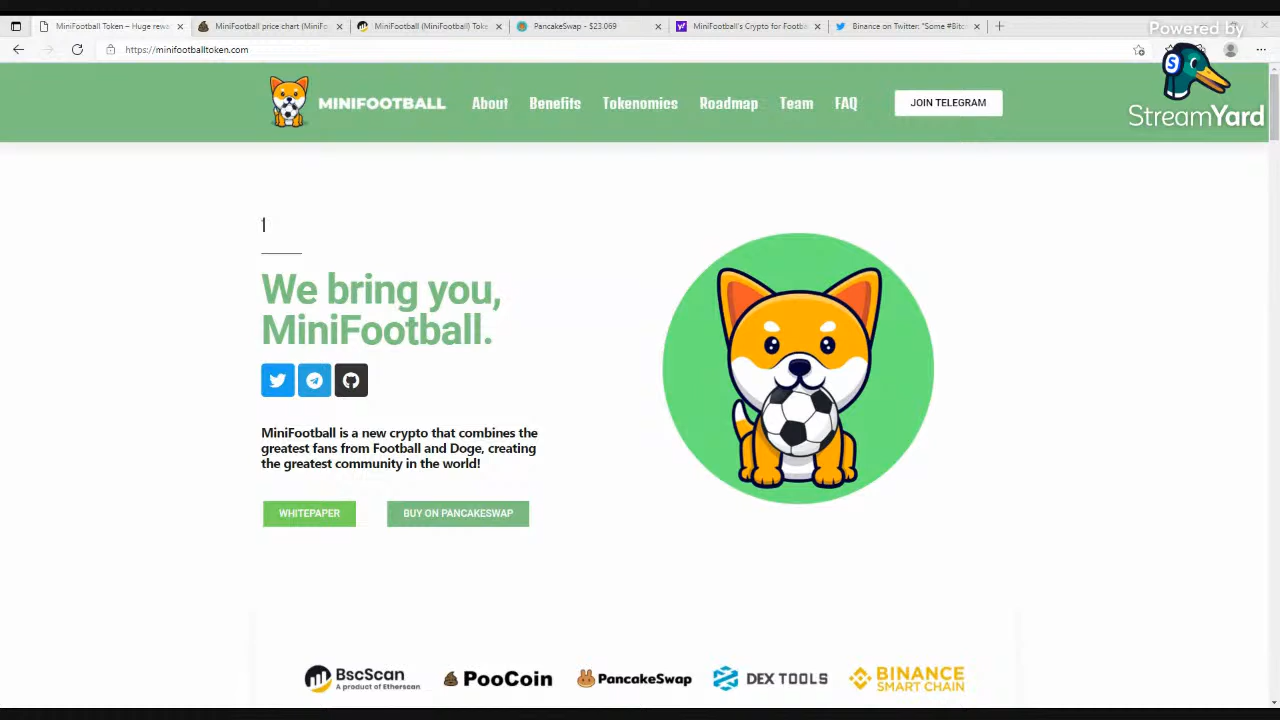 MiniFootball Token – Huge rewa
MiniFootball price chart (MiniFo
MiniFootball (MiniFootball) Toke
PancakeSwap - $23.069
MiniFootball's Crypto for Footba
Binance on Twitter: "Some #Bitc
https://minifootballtoken.com
Powered by
StreamYard
MINIFOOTBALL
About
Benefits
Tokenomics
Roadmap
Team
FAQ
JOIN TELEGRAM
We bring you,
MiniFootball.
MiniFootball is a new crypto that combines the
greatest fans from Football and Doge, creating
the greatest community in the world!
WHITEPAPER
BUY ON PANCAKESWAP
BscScan
A product of Etherscan
PooCoin
PancakeSwap
DEX TOOLS
BINANCE
SMART CHAIN